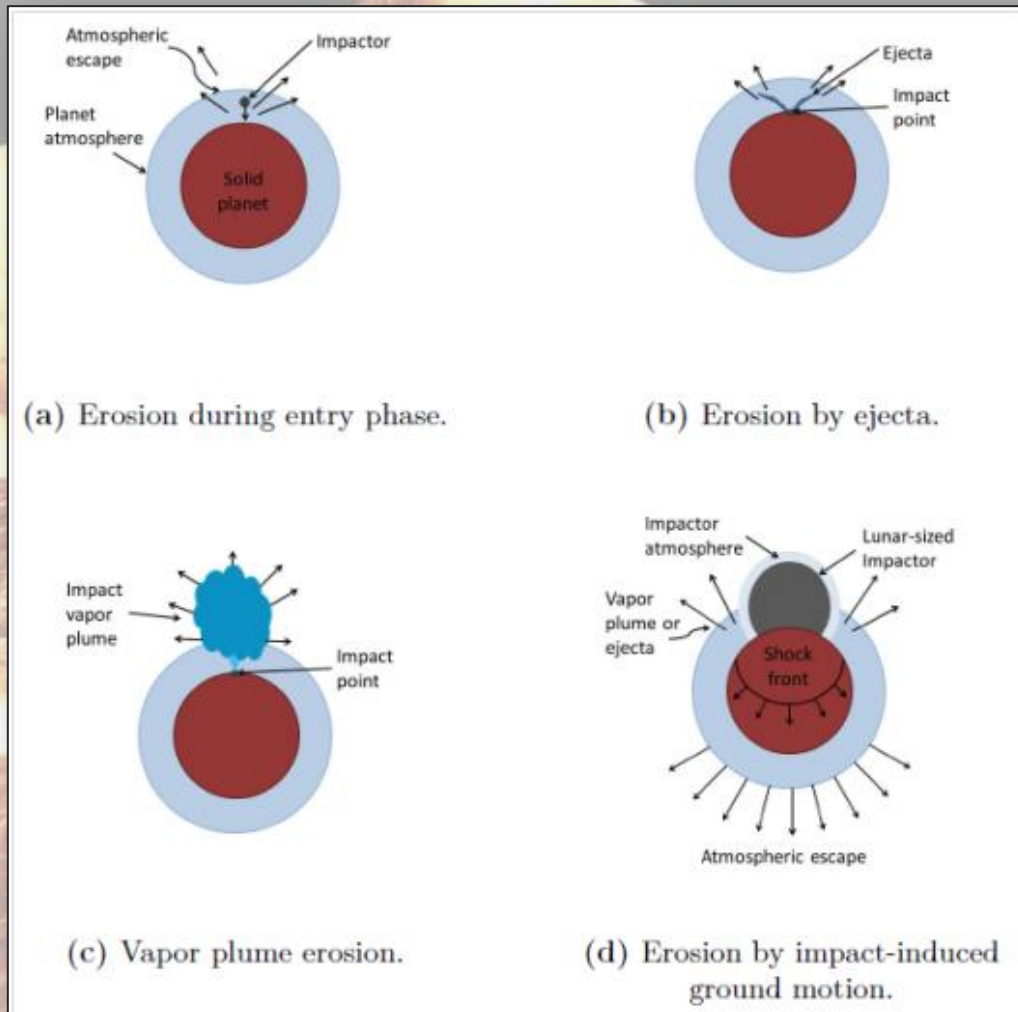 Atmospheric
escape
Impactor
Planet
atmosphere
Solid
planet
(a) Erosion during entry phase.
Ejecta
Impact
point
(b) Erosion by ejecta.
Impact
vapor
plume
Impact
point
(c) Vapor plume erosion.
Impactor
atmosphere
Lunar-sized
Impactor
Vapor
plume or
ejecta
Shock
front
Atmospheric escape
(d) Erosion by impact-induced
ground motion.